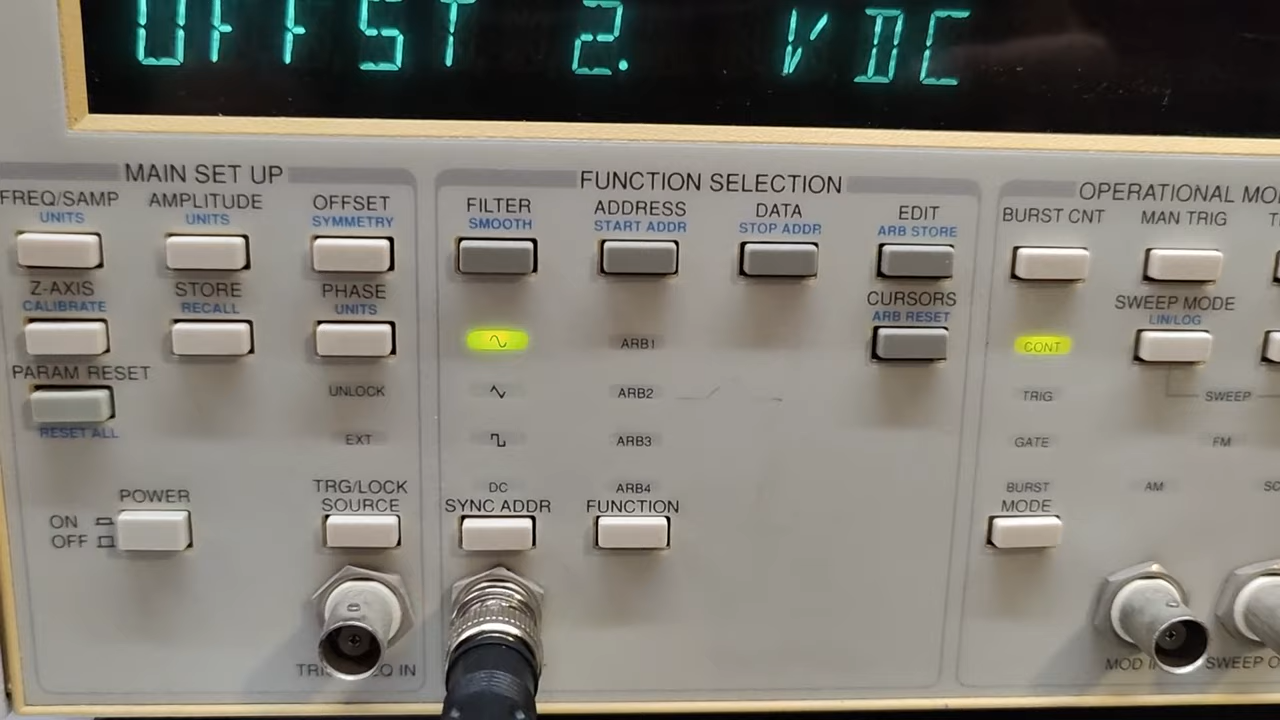 OFFST 2. VDC
MAIN SET UP
FREQ/SAMP
UNITS
AMPLITUDE
UNITS
OFFSET
SYMMETRY
Z-AXIS
CALIBRATE
STORE
RECALL
PHASE
UNITS
PARAM RESET
RESET ALL
UNLOCK
EXT
POWER
ON
OFF
TRG/LOCK
SOURCE
FUNCTION SELECTION
FILTER
SMOOTH
ADDRESS
START ADDR
DATA
STOP ADDR
EDIT
ARB STORE
CURSORS
ARB RESET
ARB1
ARB2
ARB3
DC
ARB4
SYNC ADDR
FUNCTION
OPERATIONAL
BURST CNT
MAN TRIG
SWEEP MODE
LIN/LOG
CONT
TRIG
SWEEP
GATE
FM
BURST
AM
MODE
IN
MOD
SWEEP